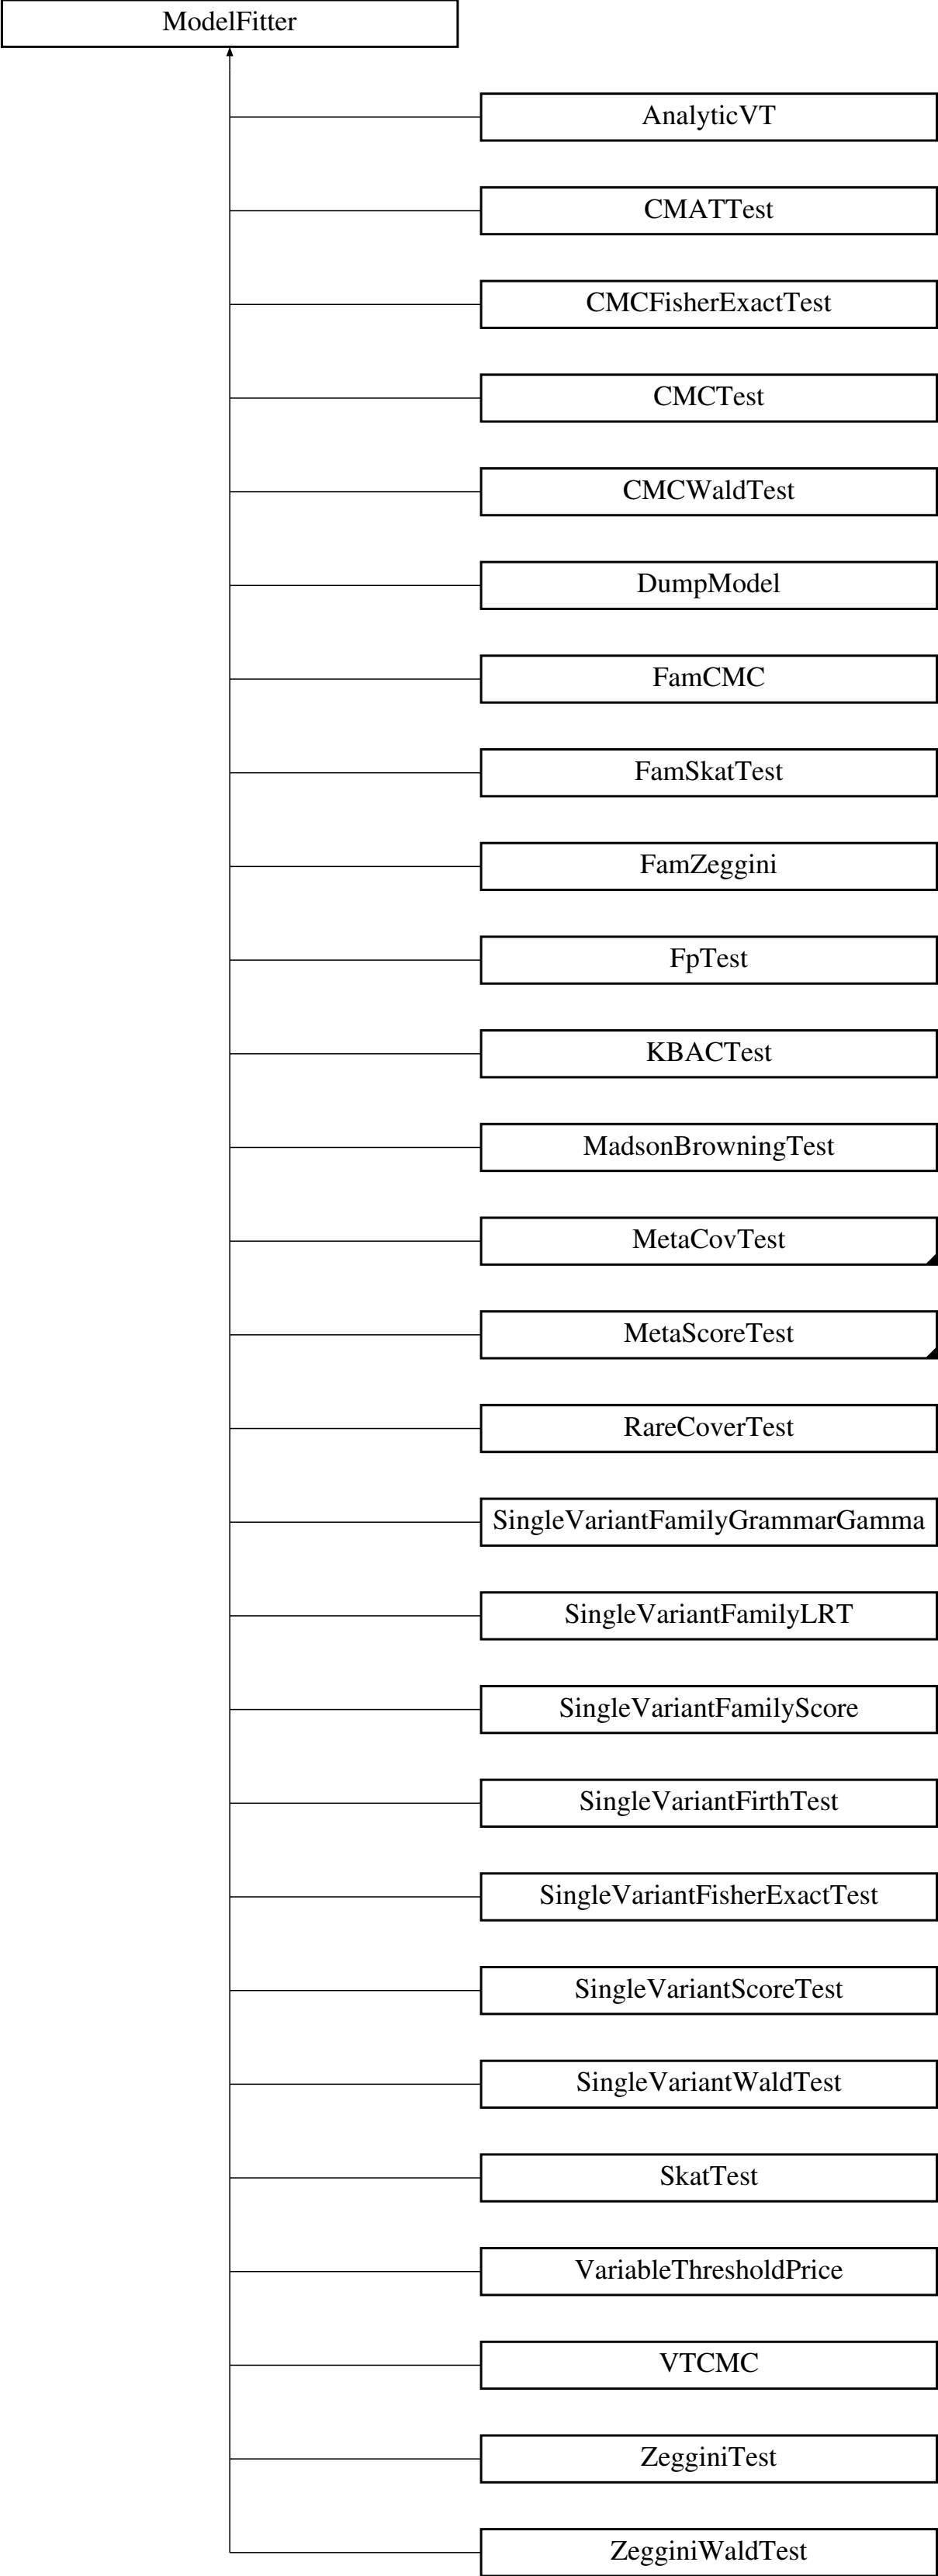 ModelFitter
AnalyticVT
CMATTest
CMCFisherExactTest
CMCTest
CMCWaldTest
DumpModel
FamCMC
FamSkatTest
FamZeggini
FpTest
KBACTest
MadsonBrowningTest
MetaCovTest
MetaScoreTest
RareCoverTest
SingleVariantFamilyGrammarGamma
SingleVariantFamilyLRT
SingleVariantFamilyScore
SingleVariantFirthTest
SingleVariantFisherExactTest
SingleVariantScoreTest
SingleVariantWaldTest
SkatTest
VariableThresholdPrice
VTCMC
ZegginiTest
ZegginiWaldTest